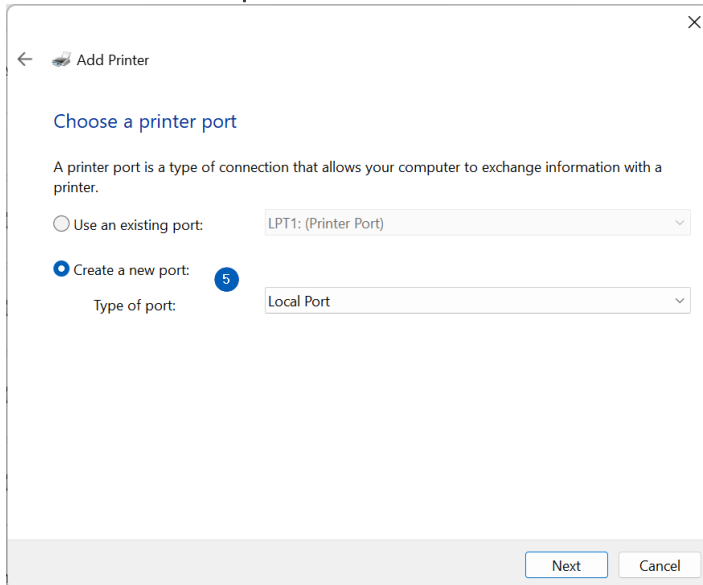 Add Printer
Choose a printer port
A printer port is a type of connection that allows your computer to exchange information with a
printer.
Use an existing port: LPT1: (Printer Port)
Create a new port:
5
Type of port: Local Port
Next Cancel